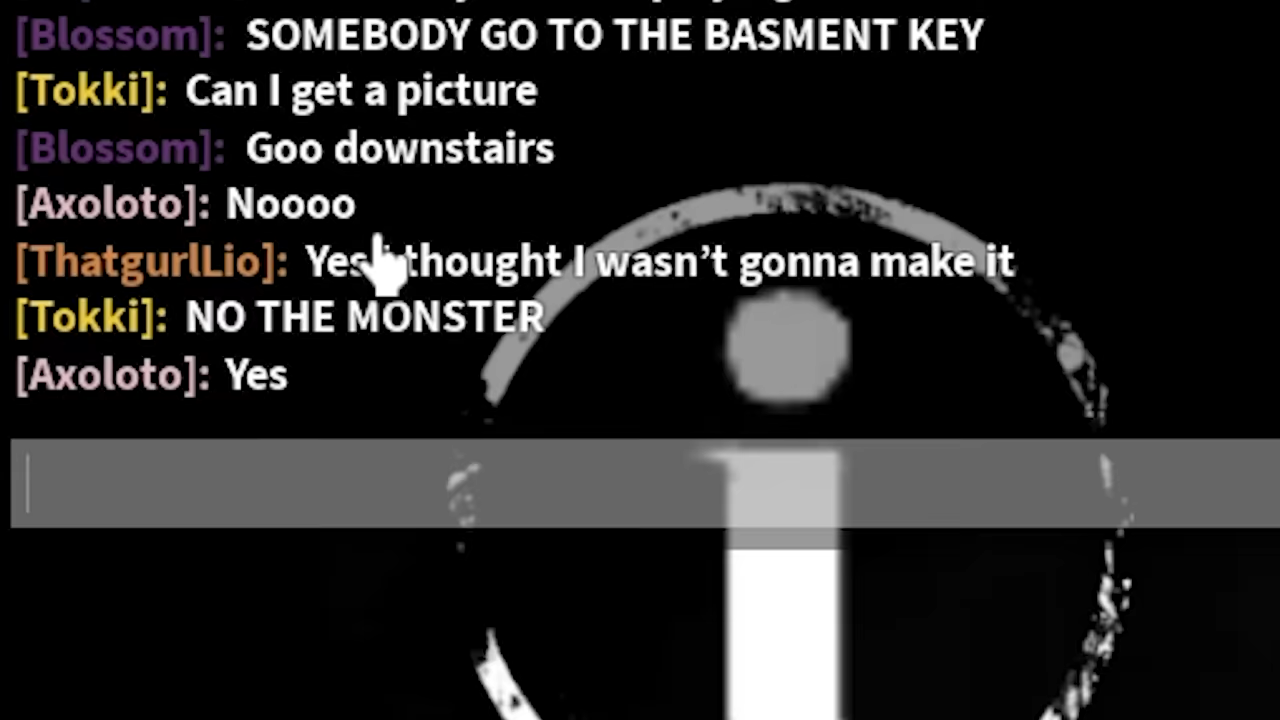 [Blossom]: SOMEBODY GO TO THE BASMENT KEY
[Tokki]: Can I get a picture
[Blossom]: Goo downstairs
[Axoloto]: Noooo
[ThatgurlLio]: Yes I thought I wasn’t gonna make it
[Tokki]: NO THE MONSTER
[Axoloto]: Yes
i